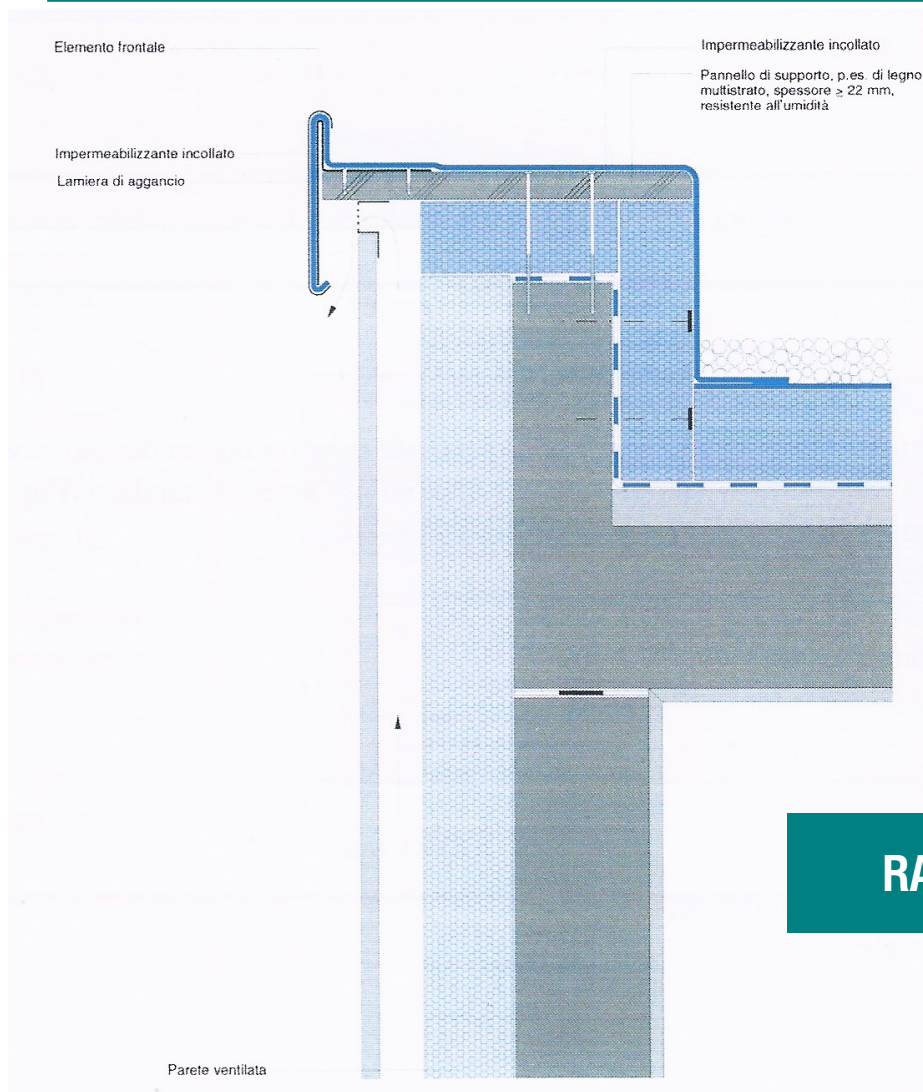 Elemento frontale
Impermeabilizzante incollato
Pannello di supporto, p.es. di legno
multistrato, spessore ≥ 22 mm,
resistente all'umidità
Impermeabilizzante incollato
Lamiera di aggancio
RA
Parete ventilata